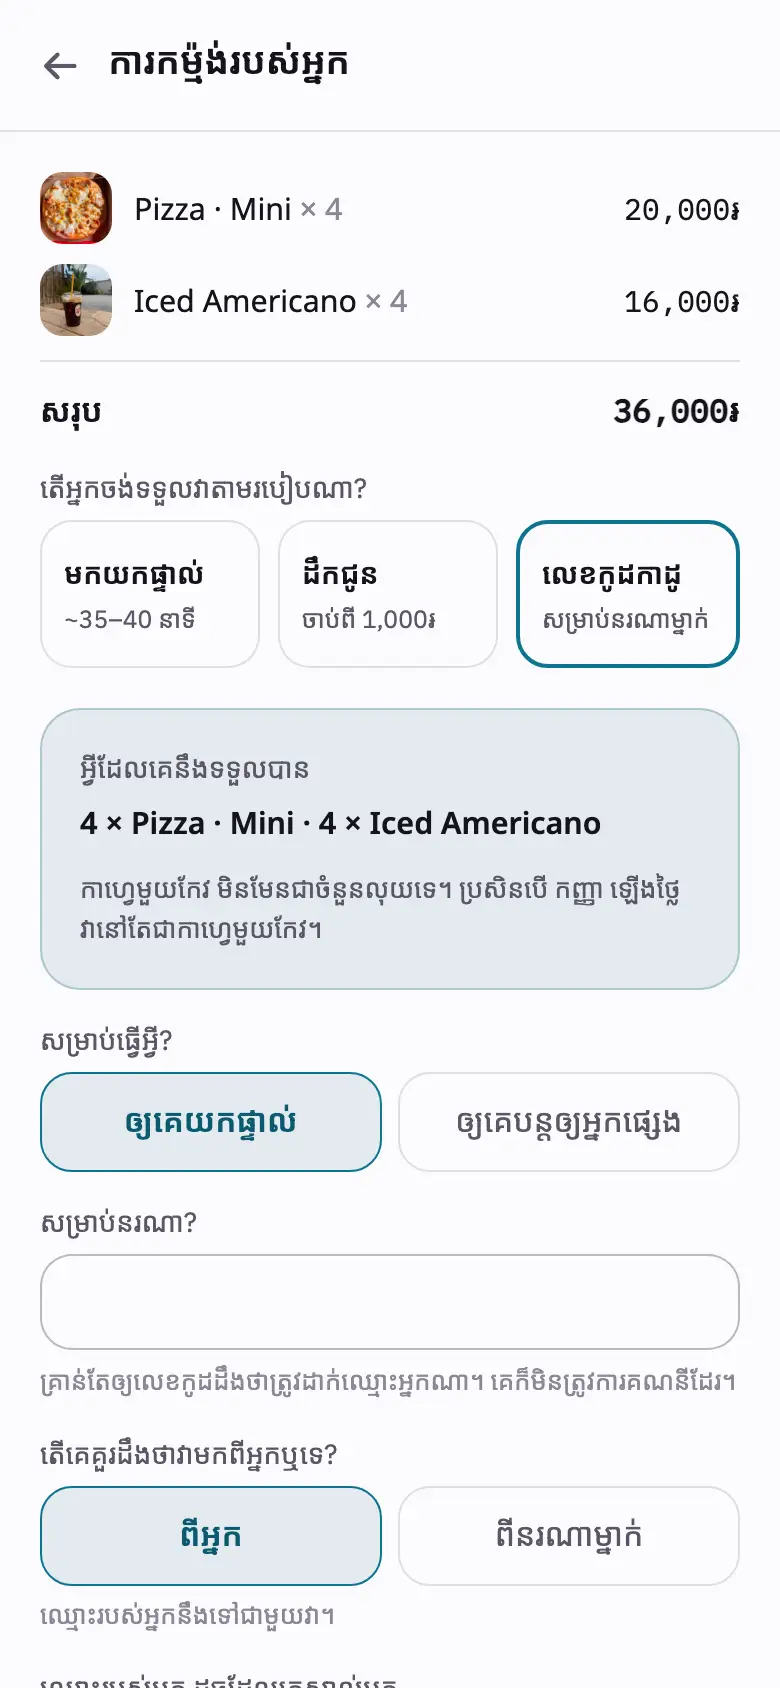 ការកម្ម៉ង់របស់អ្នក
Pizza · Mini × 4 20,000៛
Iced Americano × 4 16,000៛
សរុប 36,000៛
តើអ្នកចង់ទទួលវាតាមរបៀបណា?
មកយកផ្ទាល់ ដឹកជូន លេខកូដកាដូ
~35–40 នាទី ចាប់ពី 1,000៛ សម្រាប់នរណាម្នាក់
អ្វីដែលគេនឹងទទួលបាន
4 × Pizza · Mini · 4 × Iced Americano
កាហ្វេមួយកែវ មិនមែនជាចំនួនលុយទេ។ ប្រសិនបើ កញ្ញា ឡើងថ្លៃ
វានៅតែជាកាហ្វេមួយកែវ។
សម្រាប់ធ្វើអ្វី?
ឲ្យគេយកផ្ទាល់ ឲ្យគេបន្តឲ្យអ្នកផ្សេង
សម្រាប់នរណា?
គ្រាន់តែឲ្យលេខកូដដឹងថាត្រូវដាក់ឈ្មោះអ្នកណា។ គេក៏មិនត្រូវការគណនីដែរ។
តើគេគួរដឹងថាវាមកពីអ្នកឬទេ?
ពីអ្នក ពីនរណាម្នាក់
ឈ្មោះរបស់អ្នកនឹងទៅជាមួយវា។